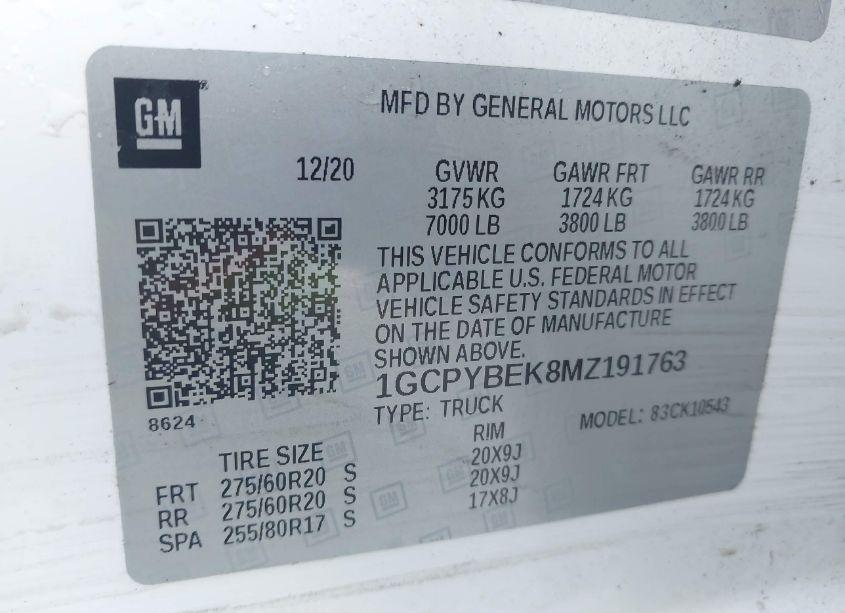 GM
MFD BY GENERAL MOTORS LLC
12/20 GVWR GAWR FRT GAWR RR
3175 KG 1724 KG 1724 KG
7000 LB 3800 LB 3800 LB
THIS VEHICLE CONFORMS TO ALL
APPLICABLE U.S. FEDERAL MOTOR
VEHICLE SAFETY STANDARDS IN EFFECT
ON THE DATE OF MANUFACTURE
SHOWN ABOVE.
1GCPYBEK8MZ191763
TYPE: TRUCK MODEL: 83CK10543
8624
TIRE SIZE RIM
FRT 275/60R20 S 20X9J
RR 275/60R20 S 20X9J
SPA 255/80R17 S 17X8J